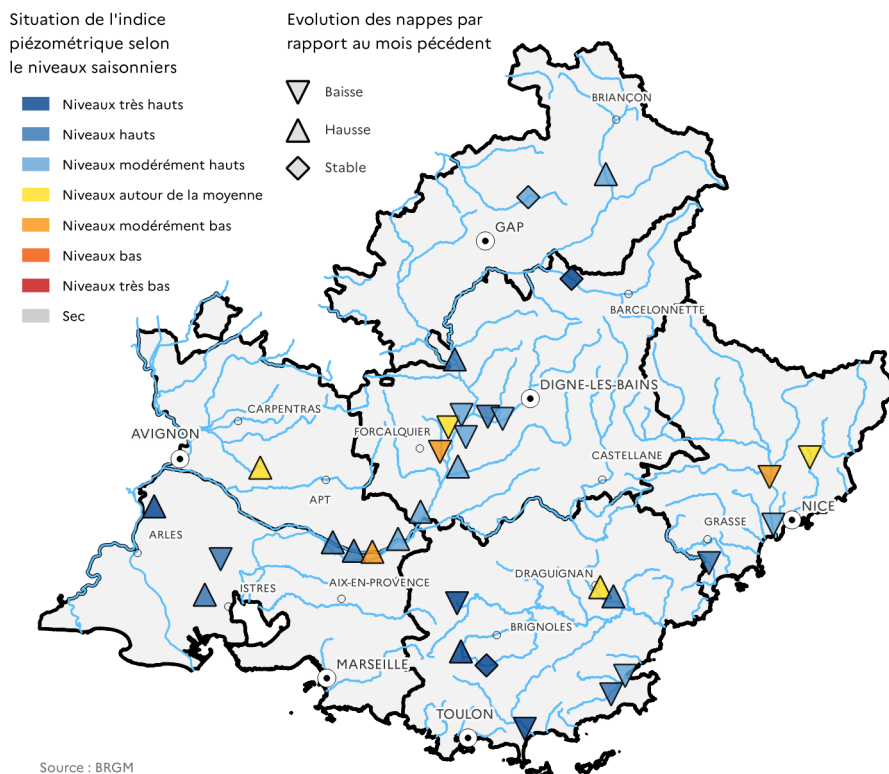 Situation de l'indice
piézométrique selon
le niveaux saisonniers
Niveaux très hauts
Niveaux hauts
Niveaux modérément hauts
Niveaux autour de la moyenne
Niveaux modérément bas
Niveaux bas
Niveaux très bas
Sec
Evolution des nappes par
rapport au mois pécédent
Baisse
Hausse
Stable
BRIANÇON
GAP
BARCELONNETTE
DIGNE-LES-BAINS
CARPENTRAS
FORCALQUIER
AVIGNON
CASTELLANE
APT
NICE
GRASSE
ARLES
DRAGUIGNAN
AIX-EN-PROVENCE
ISTRES
BRIGNOLES
MARSEILLE
TOULON
Source : BRGM